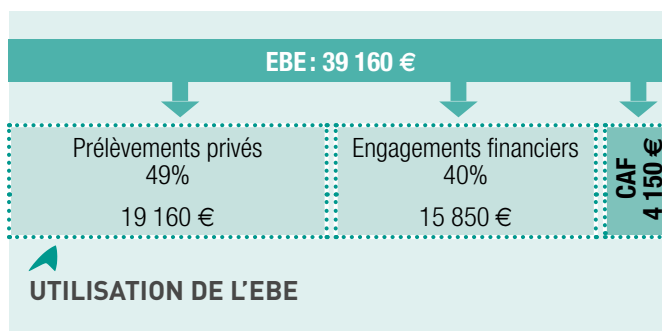 EBE : 39 160 €
Prélèvements privés
49%
19 160 €
Engagements financiers
40%
15 850 €
CAF
4 150 €
UTILISATION DE L'EBE